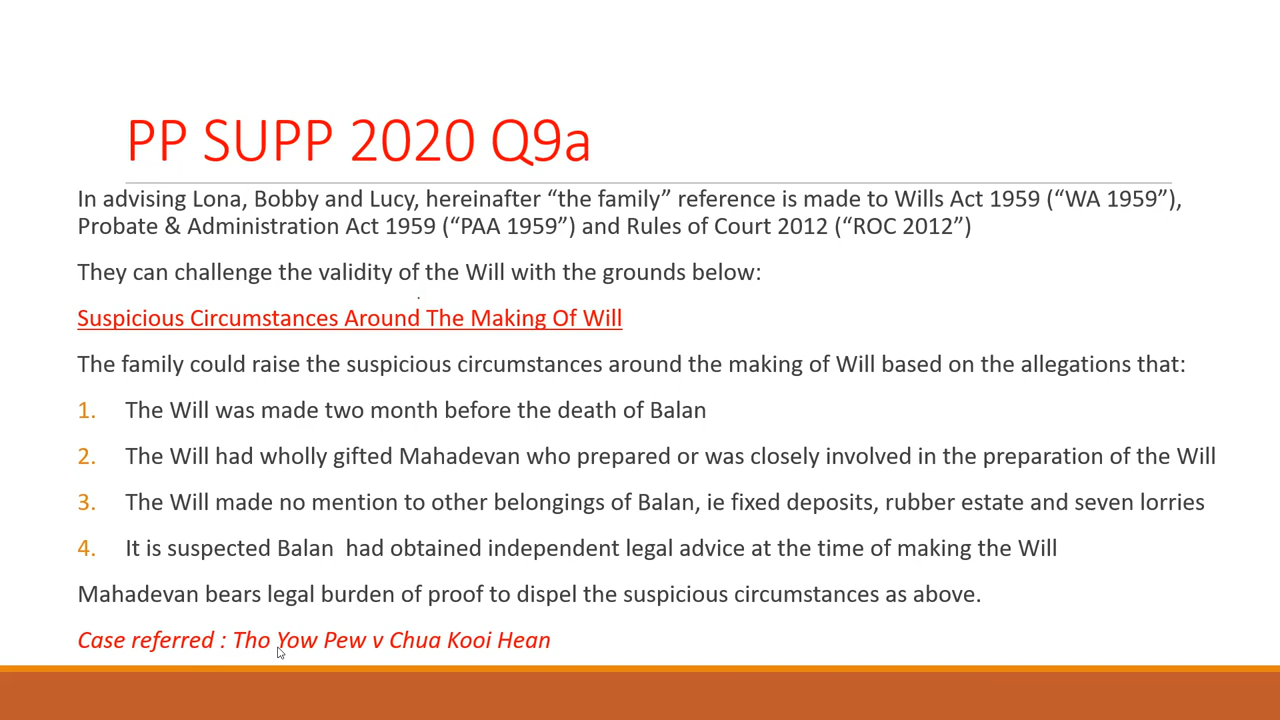 PP SUPP 2020 Q9a
In advising Lona, Bobby and Lucy, hereinafter “the family” reference is made to Wills Act 1959 (“WA 1959”),
Probate & Administration Act 1959 (“PAA 1959”) and Rules of Court 2012 (“ROC 2012”)
They can challenge the validity of the Will with the grounds below:
Suspicious Circumstances Around The Making Of Will
The family could raise the suspicious circumstances around the making of Will based on the allegations that:
1. The Will was made two month before the death of Balan
2. The Will had wholly gifted Mahadevan who prepared or was closely involved in the preparation of the Will
3. The Will made no mention to other belongings of Balan, ie fixed deposits, rubber estate and seven lorries
4. It is suspected Balan had obtained independent legal advice at the time of making the Will
Mahadevan bears legal burden of proof to dispel the suspicious circumstances as above.
Case referred : Tho Yow Pew v Chua Kooi Hean